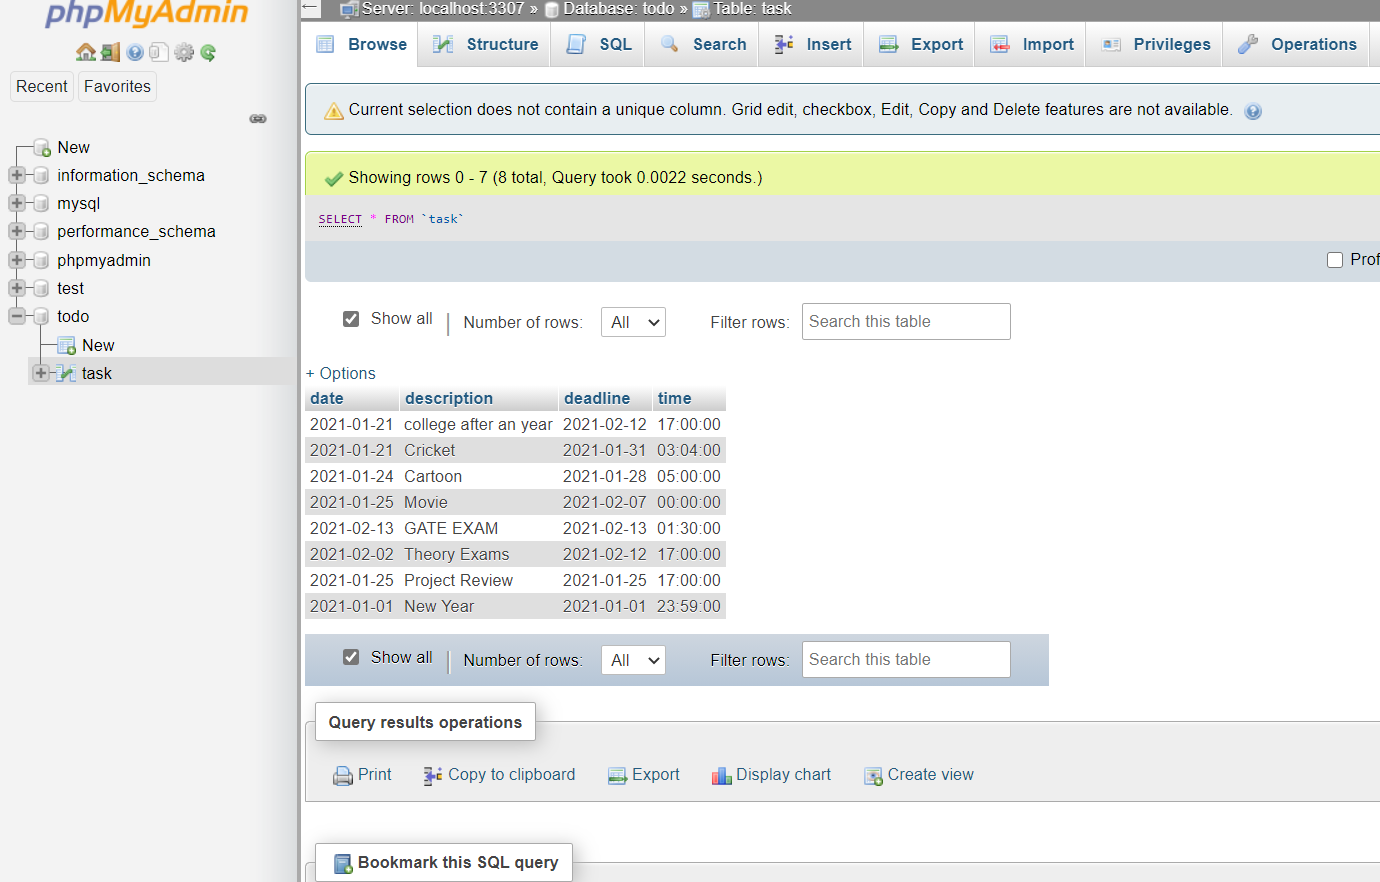 phpMyAdmin
Recent Favorites
New
information_schema
mysql
performance_schema
phpmyadmin
test
todo
New
task
Server: localhost:3307 » Database: todo » Table: task
Browse Structure SQL Search Insert Export Import Privileges Operations
Current selection does not contain a unique column. Grid edit, checkbox, Edit, Copy and Delete features are not available.
Showing rows 0 - 7 (8 total, Query took 0.0022 seconds.)
SELECT * FROM `task`
Prof
Show all | Number of rows: All Filter rows: Search this table
+ Options
date description deadline time
2021-01-21 college after an year 2021-02-12 17:00:00
2021-01-21 Cricket 2021-01-31 03:04:00
2021-01-24 Cartoon 2021-01-28 05:00:00
2021-01-25 Movie 2021-02-07 00:00:00
2021-02-13 GATE EXAM 2021-02-13 01:30:00
2021-02-02 Theory Exams 2021-02-12 17:00:00
2021-01-25 Project Review 2021-01-25 17:00:00
2021-01-01 New Year 2021-01-01 23:59:00
Show all | Number of rows: All Filter rows: Search this table
Query results operations
Print Copy to clipboard Export Display chart Create view
Bookmark this SQL query